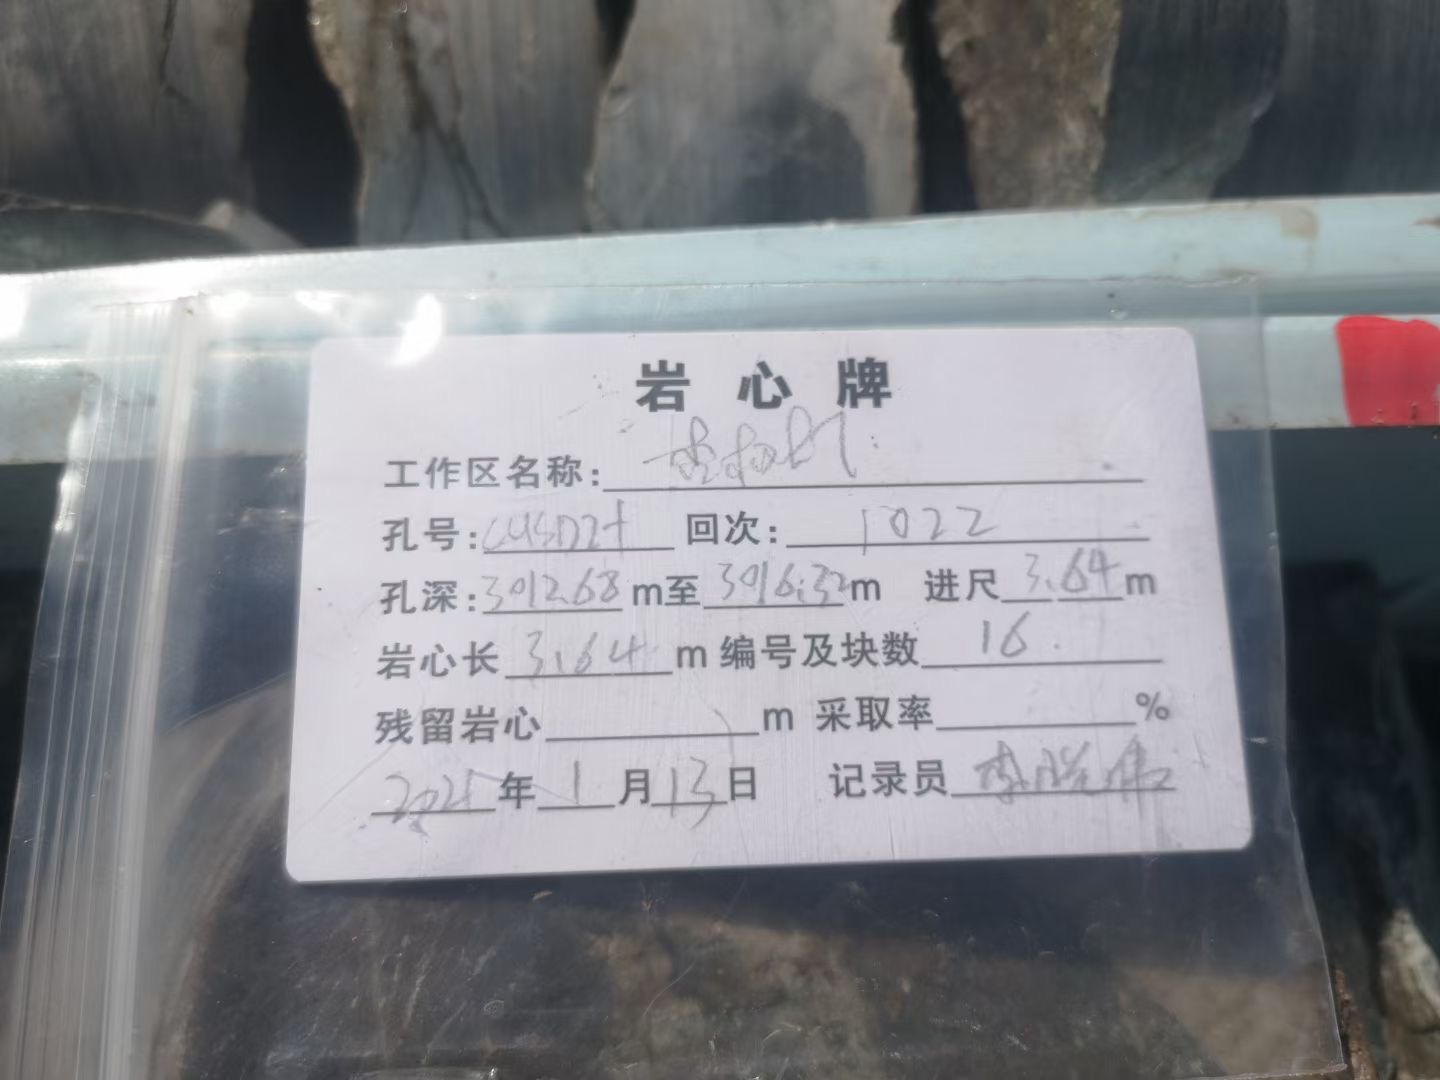 岩心牌
工作区名称:
孔号: 回次: 1022
孔深: 3012.68 m至 3016.32 m 进尺 3.64 m
岩心长 3.64 m 编号及块数 16.
残留岩心 m 采取率 %
2021 年 1 月 13 日 记录员